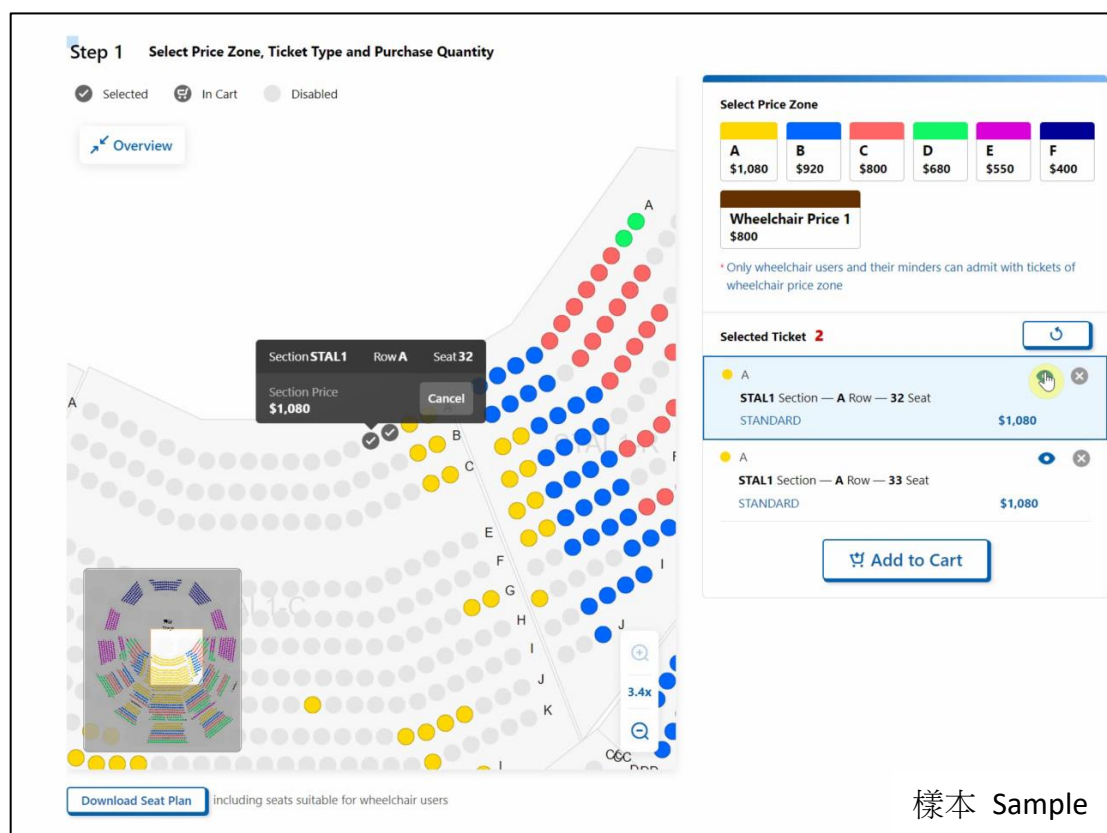 Step 1 Select Price Zone, Ticket Type and Purchase Quantity
Selected In Cart Disabled
Overview
Select Price Zone
A
$1,080
B
$920
C
$800
D
$680
E
$550
F
$400
Wheelchair Price 1
$800
* Only wheelchair users and their minders can admit with tickets of
wheelchair price zone
Selected Ticket 2
A
STAL1 Section — A Row — 32 Seat
STANDARD $1,080
A
STAL1 Section — A Row — 33 Seat
STANDARD $1,080
Add to Cart
Section STAL1 Row A Seat 32
Section Price
$1,080
Cancel
A
A
B
C
E
F
G
H
I
J
K
I
J
3.4x
Download Seat Plan including seats suitable for wheelchair users
樣本 Sample